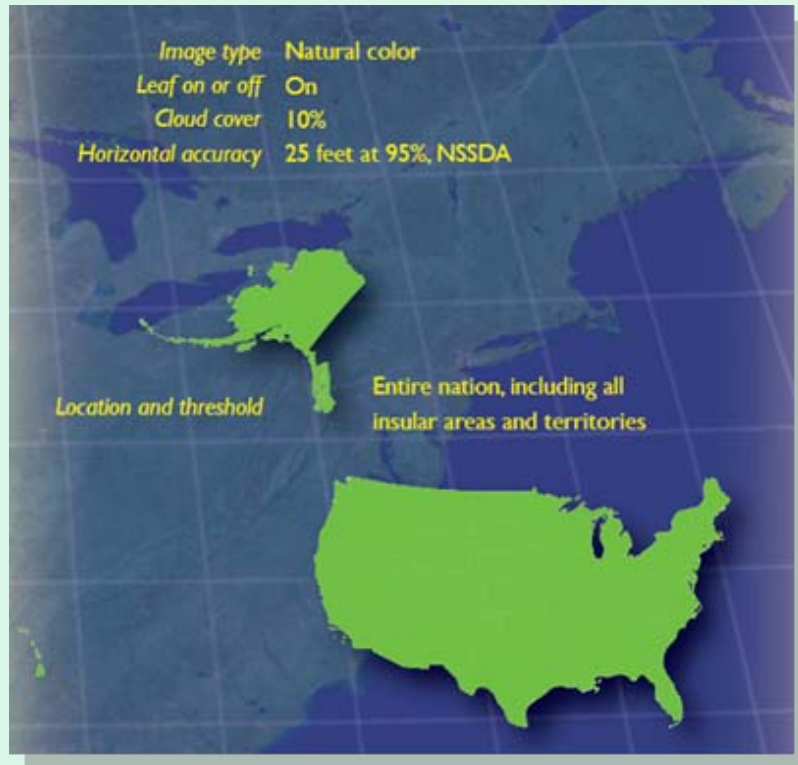 Image type Natural color
Leaf on or off On
Cloud cover 10%
Horizontal accuracy 25 feet at 95%, NSSDA
Location and threshold Entire nation, including all
insular areas and territories